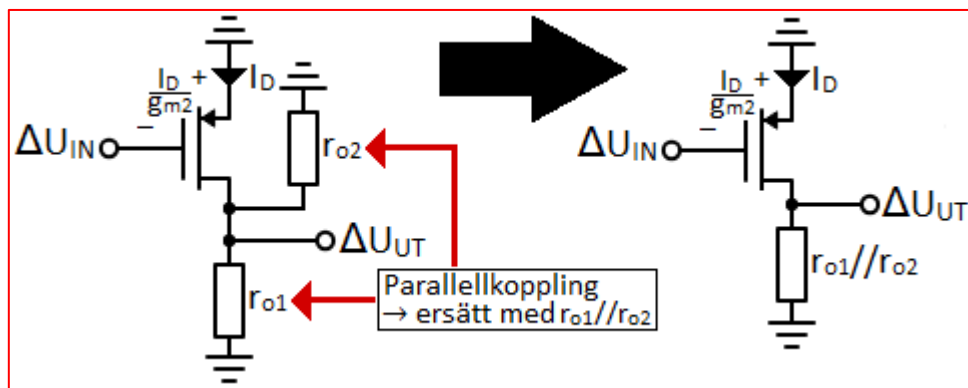 I_D +
I_D
g_m2
–
ΔU_IN
r_o2
ΔU_UT
r_o1
Parallellkoppling
→ ersätt med r_o1//r_o2
I_D +
I_D
g_m2
–
ΔU_IN
ΔU_UT
r_o1//r_o2